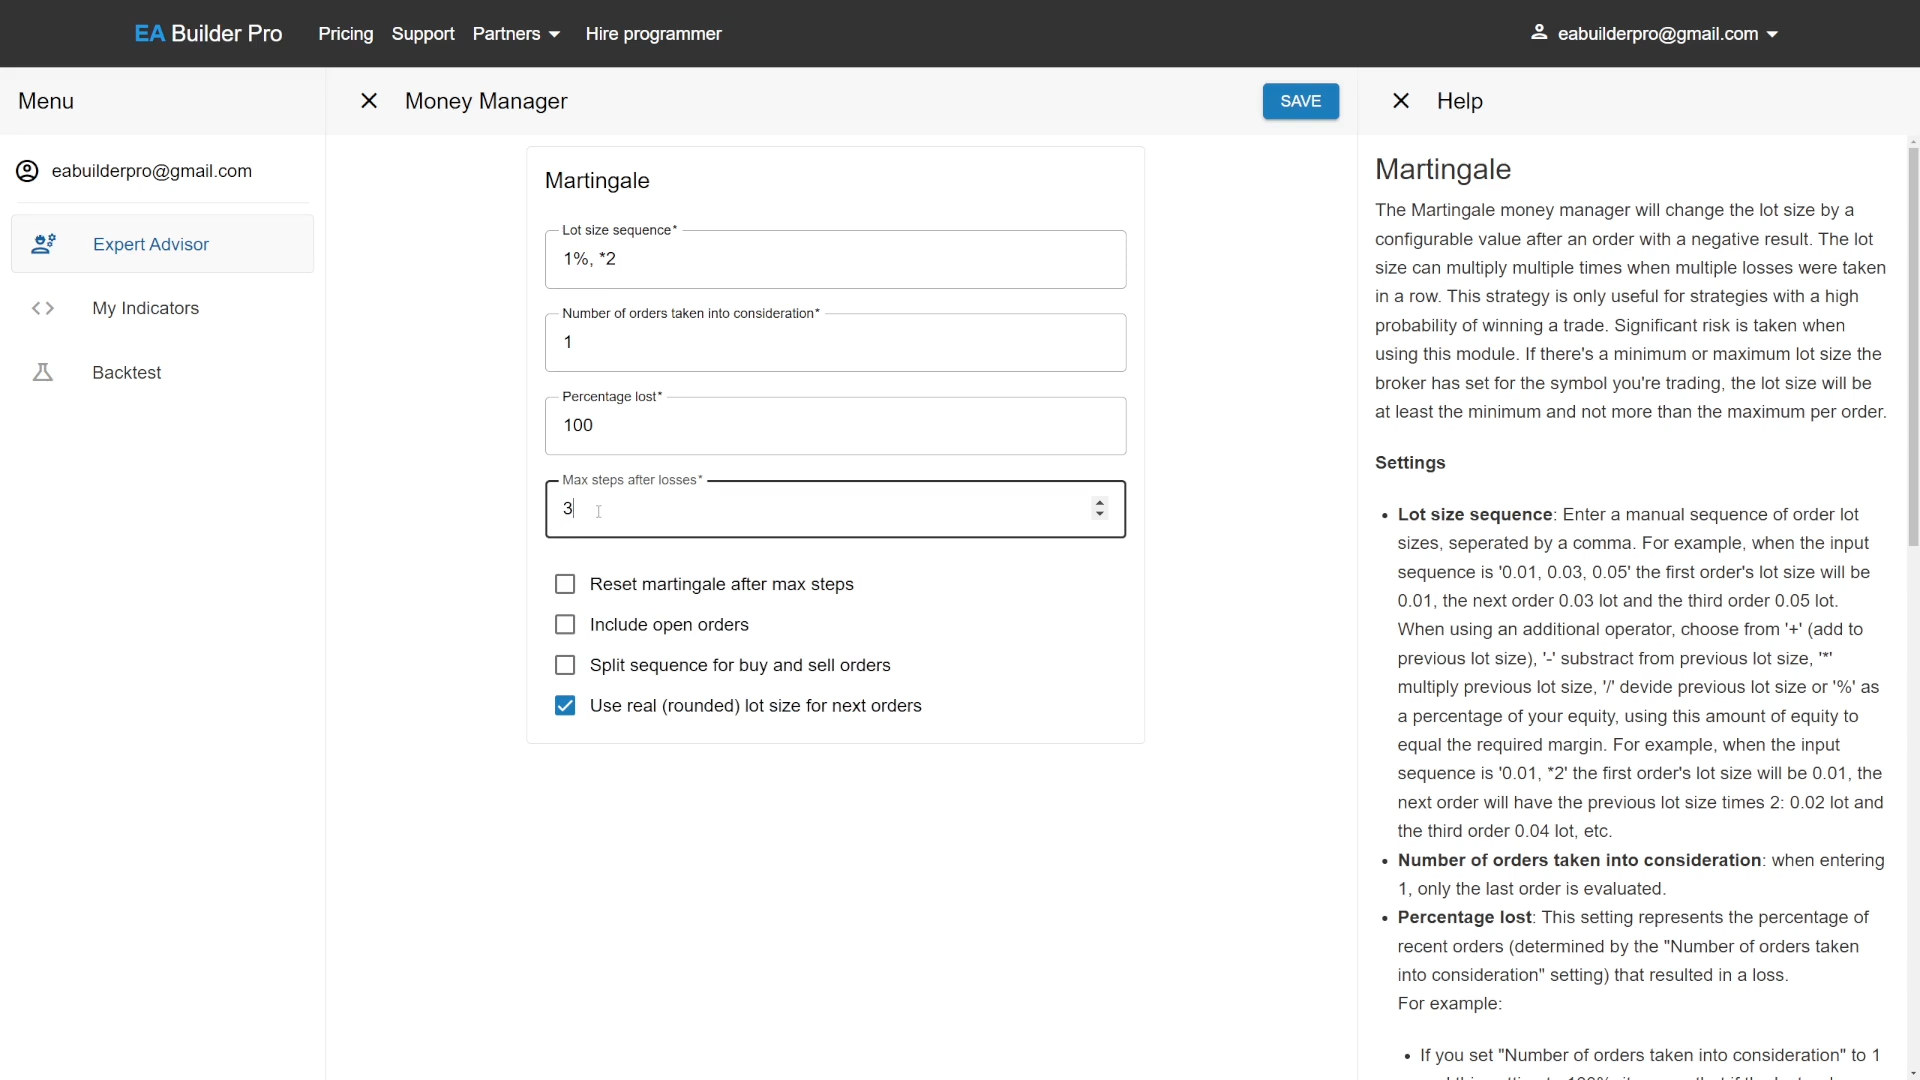 EA Builder Pro Pricing Support Partners Hire programmer eabuilderpro@gmail.com
Menu
eabuilderpro@gmail.com
Expert Advisor
My Indicators
Backtest
Money Manager SAVE
Martingale
Lot size sequence*
1%, *2
Number of orders taken into consideration*
1
Percentage lost*
100
Max steps after losses*
3
Reset martingale after max steps
Include open orders
Split sequence for buy and sell orders
Use real (rounded) lot size for next orders
Help
Martingale
The Martingale money manager will change the lot size by a
configurable value after an order with a negative result. The lot
size can multiply multiple times when multiple losses were taken
in a row. This strategy is only useful for strategies with a high
probability of winning a trade. Significant risk is taken when
using this module. If there's a minimum or maximum lot size the
broker has set for the symbol you're trading, the lot size will be
at least the minimum and not more than the maximum per order.
Settings
• Lot size sequence: Enter a manual sequence of order lot
sizes, seperated by a comma. For example, when the input
sequence is '0.01, 0.03, 0.05' the first order's lot size will be
0.01, the next order 0.03 lot and the third order 0.05 lot.
When using an additional operator, choose from '+' (add to
previous lot size), '-' substract from previous lot size, '*'
multiply previous lot size, '/' devide previous lot size or '%' as
a percentage of your equity, using this amount of equity to
equal the required margin. For example, when the input
sequence is '0.01, *2' the first order's lot size will be 0.01, the
next order will have the previous lot size times 2: 0.02 lot and
the third order 0.04 lot, etc.
• Number of orders taken into consideration: when entering
1, only the last order is evaluated.
• Percentage lost: This setting represents the percentage of
recent orders (determined by the "Number of orders taken
into consideration" setting) that resulted in a loss.
For example:
• If you set "Number of orders taken into consideration" to 1